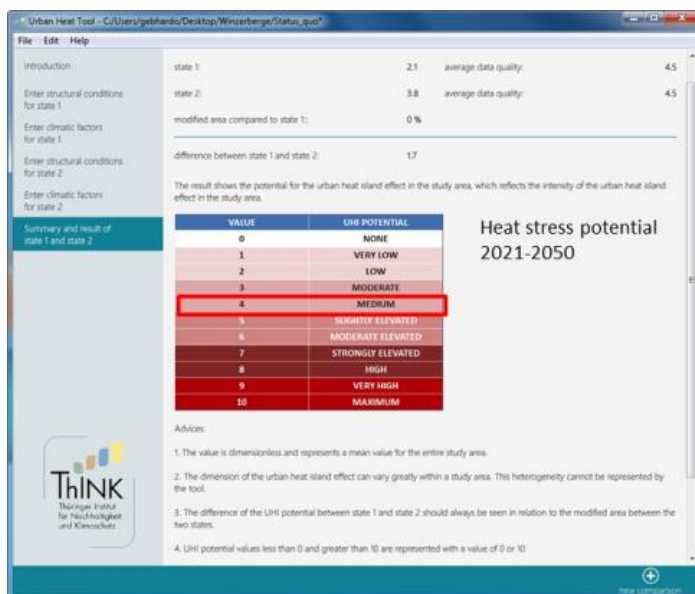 Urban Heat Tool - C:/Users/gebhardo/Desktop/Winzerberge/Status_quo*
File Edit Help
Introduction
Enter structural conditions
for state 1
Enter climatic factors
for state 1
Enter structural conditions
for state 2
Enter climatic factors
for state 2
Summary and result of
state 1 and state 2
state 1: 2.1 average data quality: 4.5
state 2: 3.8 average data quality: 4.5
modified area compared to state 1: 0 %
difference between state 1 and state 2: 1.7
The result shows the potential for the urban heat island effect in the study area, which reflects the intensity of the urban heat island
effect in the study area.
VALUE UHI POTENTIAL
0 NONE
1 VERY LOW
2 LOW
3 MODERATE
4 MEDIUM
5 SLIGHTLY ELEVATED
6 MODERATE ELEVATED
7 STRONGLY ELEVATED
8 HIGH
9 VERY HIGH
10 MAXIMUM
Heat stress potential
2021-2050
Advices:
1. The value is dimensionless and represents a mean value for the entire study area.
2. The dimension of the urban heat island effect can vary greatly within a study area. This heterogeneity cannot be represented by
the tool.
3. The difference of the UHI potential between state 1 and state 2 should always be seen in relation to the modified area between the
two states.
4. UHI potential values less than 0 and greater than 10 are represented with a value of 0 or 10
ThINK
Thüringer Institut
für Nachhaltigkeit
und Klimaschutz
new comparison